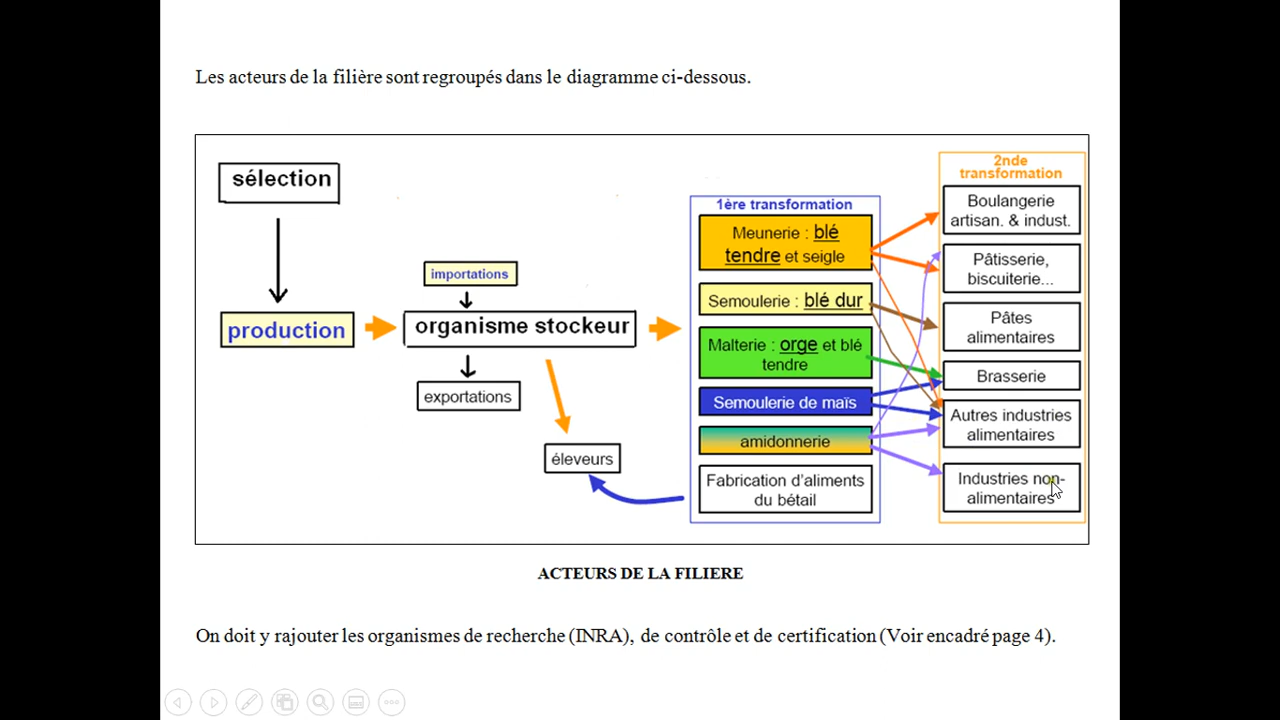 Les acteurs de la filière sont regroupés dans le diagramme ci-dessous.
sélection
production
importations
organisme stockeur
exportations
éleveurs
1ère transformation
Meunerie : blé
tendre et seigle
Semoulerie : blé dur
Malterie : orge et blé
tendre
Semoulerie de maïs
amidonnerie
Fabrication d'aliments
du bétail
2nde
transformation
Boulangerie
artisan. & indust.
Pâtisserie,
biscuiterie...
Pâtes
alimentaires
Brasserie
Autres industries
alimentaires
Industries non-
alimentaires
ACTEURS DE LA FILIERE
On doit y rajouter les organismes de recherche (INRA), de contrôle et de certification (Voir encadré page 4).